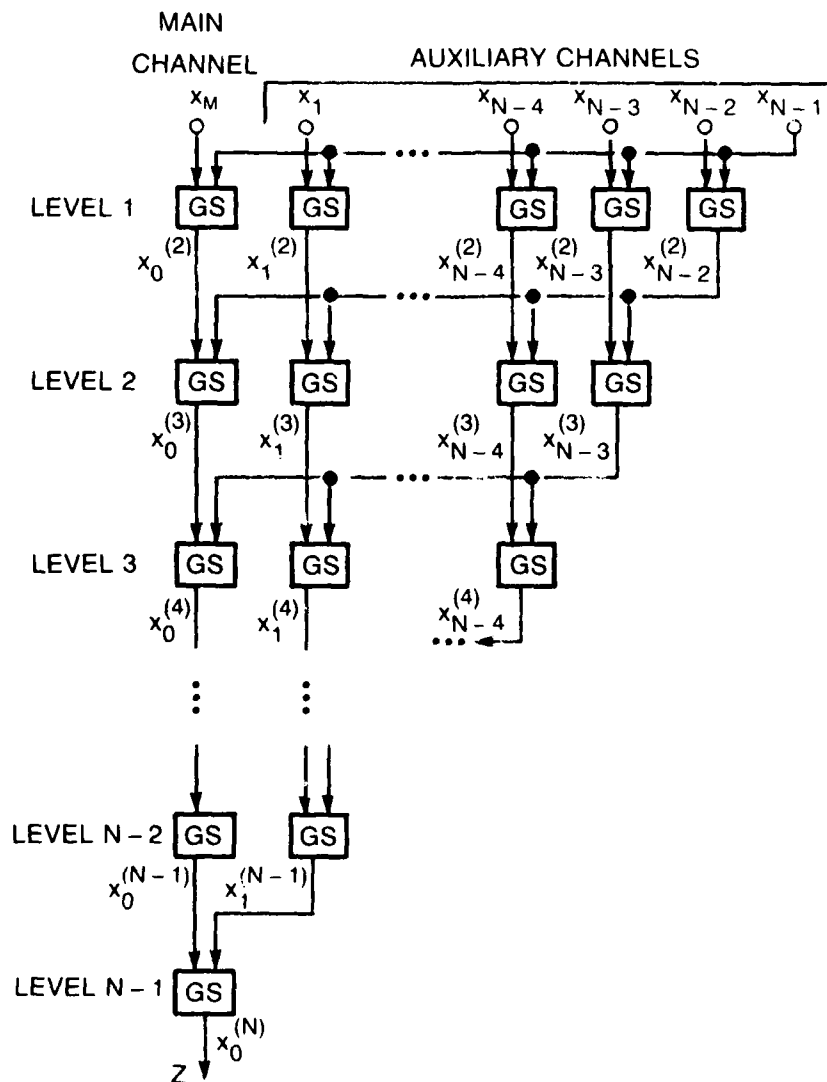 MAIN
CHANNEL
AUXILIARY CHANNELS
x_M x_1 x_{N-4} x_{N-3} x_{N-2} x_{N-1}
...
LEVEL 1 GS GS GS GS GS
x_0^{(2)} x_1^{(2)} x_{N-4}^{(2)} x_{N-3}^{(2)} x_{N-2}^{(2)}
...
LEVEL 2 GS GS GS GS
x_0^{(3)} x_1^{(3)} x_{N-4}^{(3)} x_{N-3}^{(3)}
...
LEVEL 3 GS GS GS
x_0^{(4)} x_1^{(4)} x_{N-4}^{(4)}
...
... ...
LEVEL N-2 GS GS
x_0^{(N-1)} x_1^{(N-1)}
LEVEL N-1 GS
x_0^{(N)}
Z